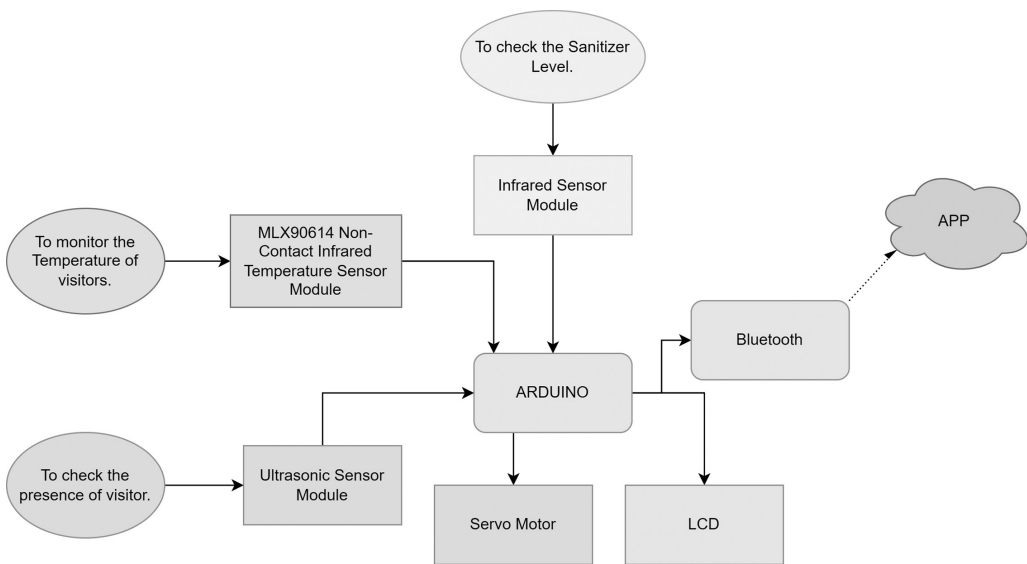 To check the Sanitizer
Level.
Infrared Sensor
Module
APP
To monitor the
Temperature of
visitors.
MLX90614 Non-
Contact Infrared
Temperature Sensor
Module
Bluetooth
ARDUINO
To check the
presence of visitor.
Ultrasonic Sensor
Module
Servo Motor
LCD